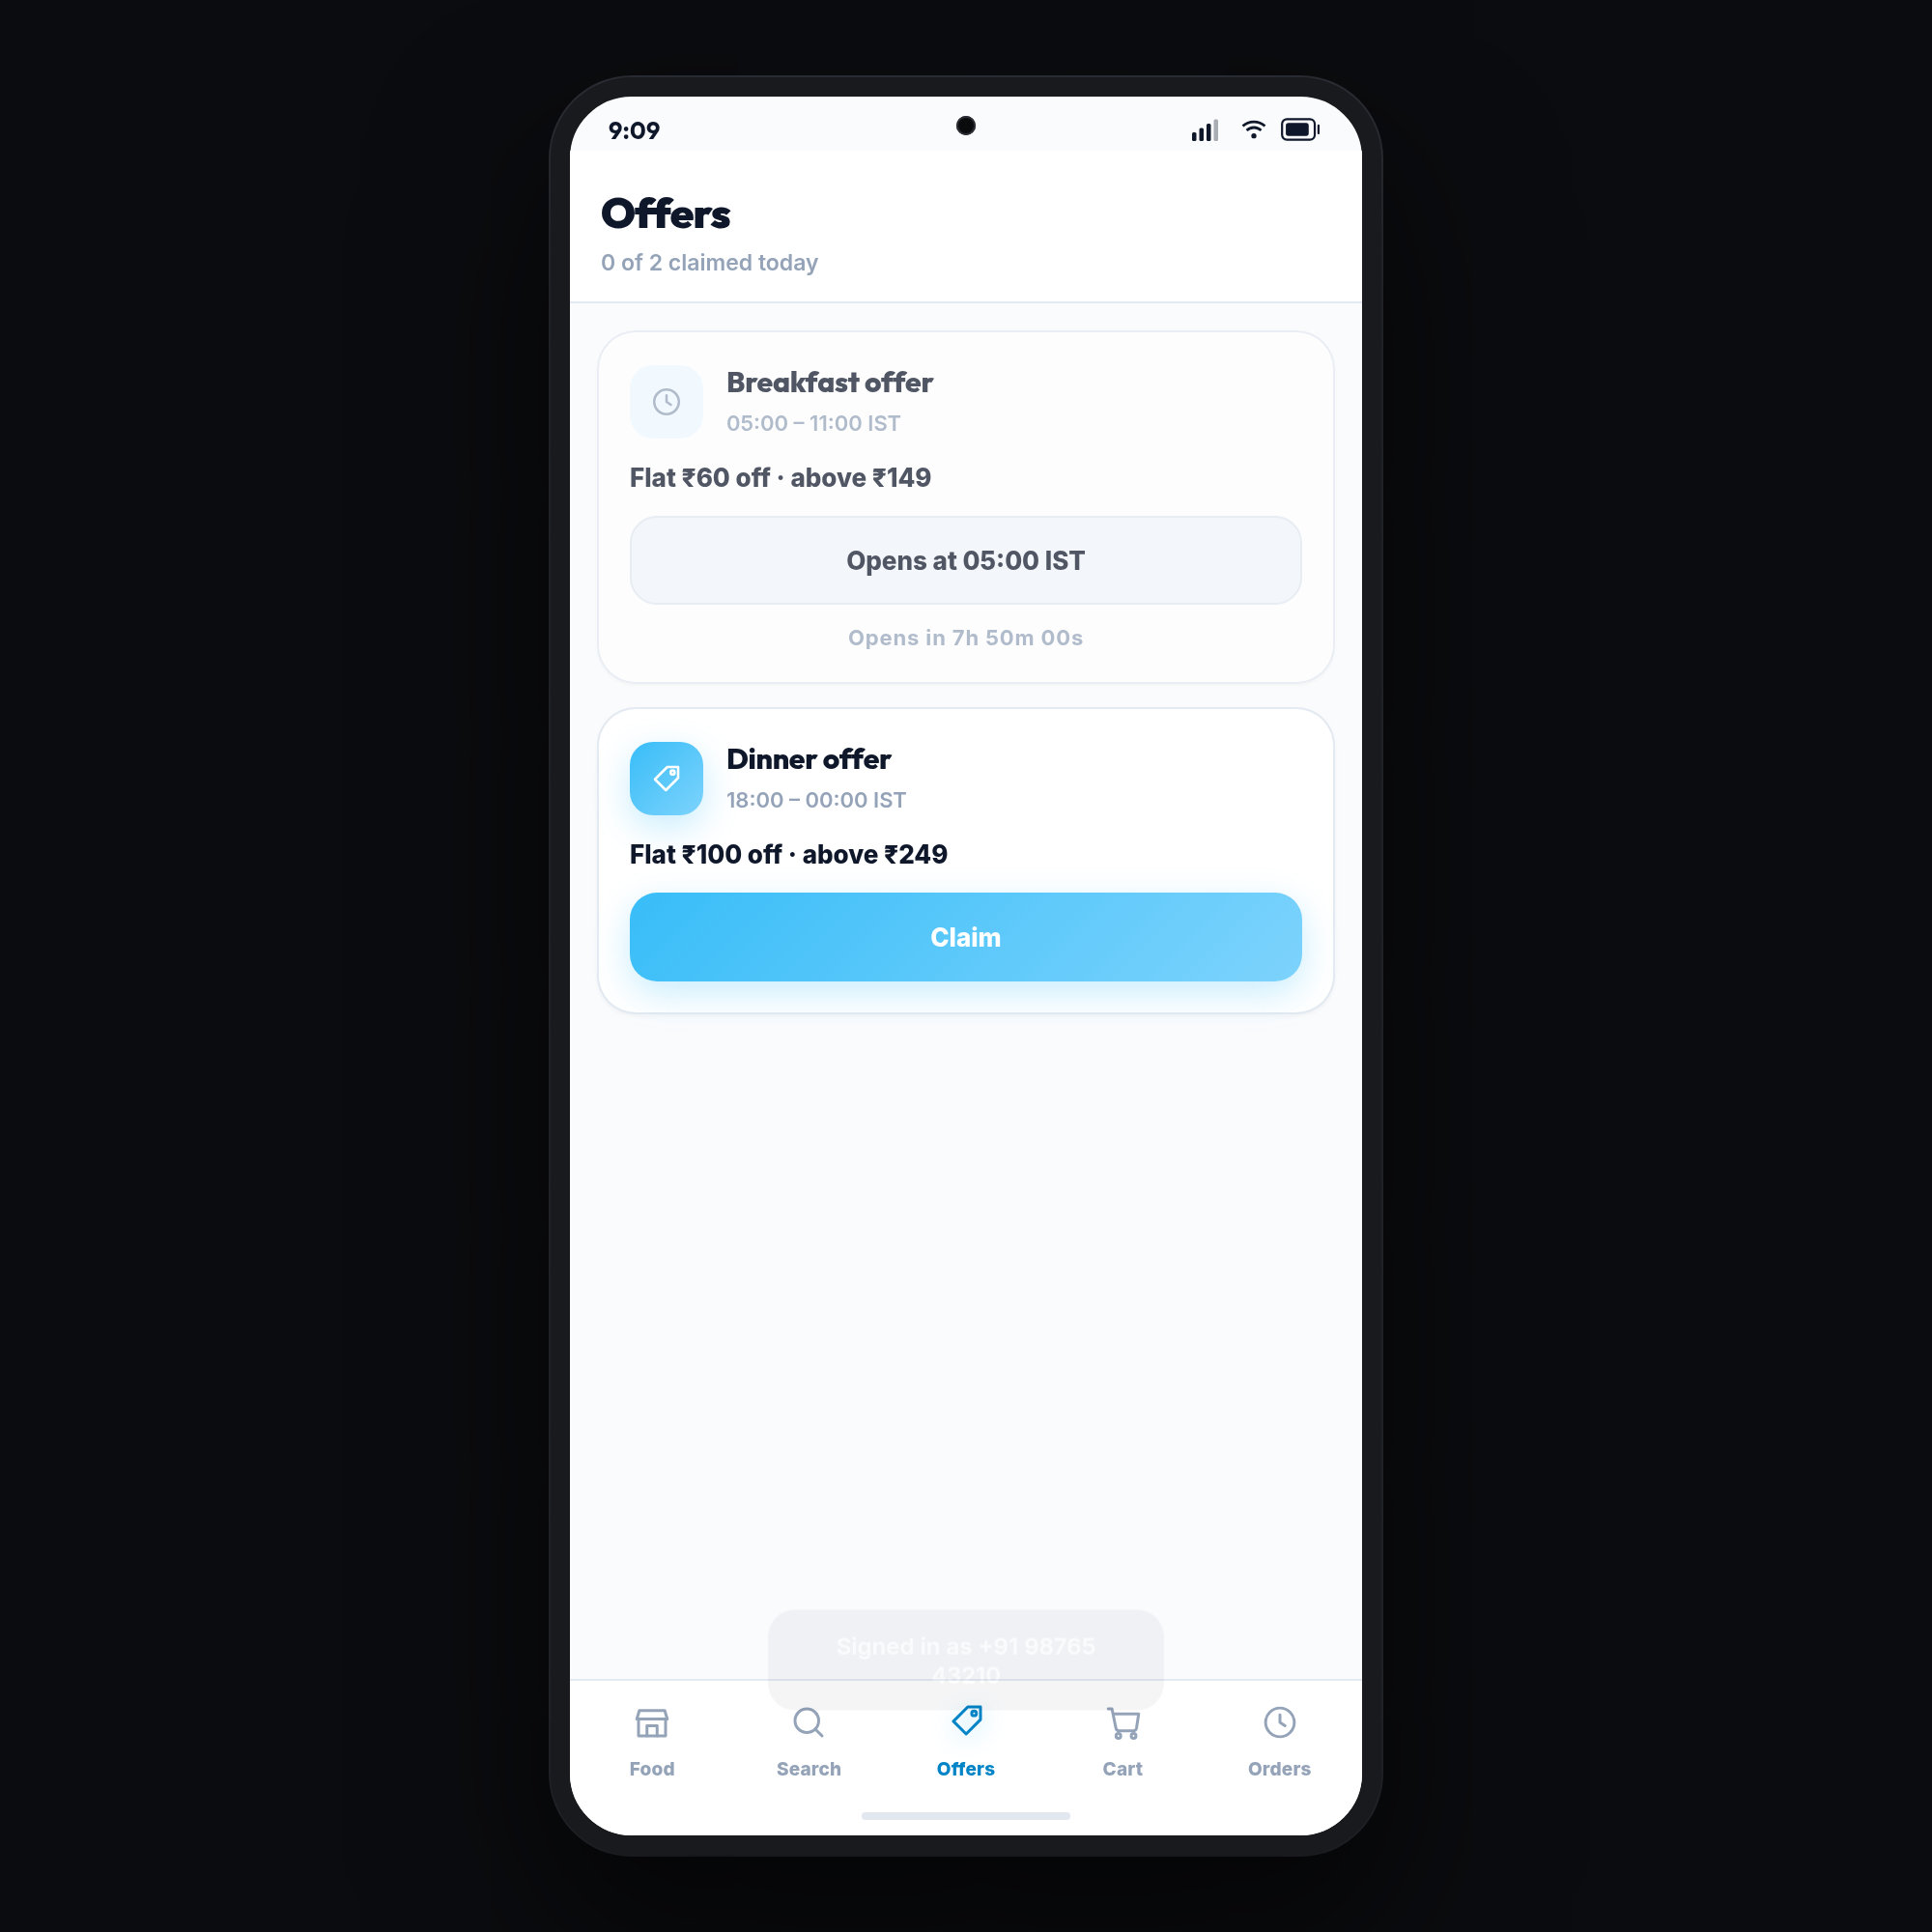 9:09
Offers
0 of 2 claimed today
Breakfast offer
05:00 – 11:00 IST
Flat ₹60 off · above ₹149
Opens at 05:00 IST
Opens in 7h 50m 00s
Dinner offer
18:00 – 00:00 IST
Flat ₹100 off · above ₹249
Claim
Signed in as +91 98765
43210
Food
Search
Offers
Cart
Orders